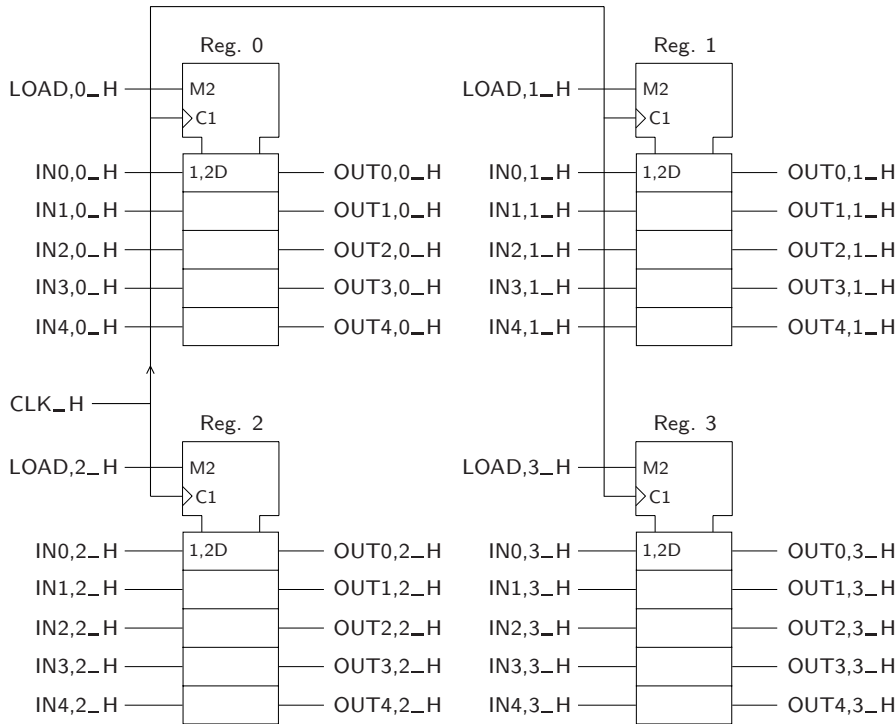 Reg. 0 Reg. 1
LOAD,0_H M2 LOAD,1_H M2
C1 C1
IN0,0_H 1,2D OUT0,0_H IN0,1_H 1,2D OUT0,1_H
IN1,0_H OUT1,0_H IN1,1_H OUT1,1_H
IN2,0_H OUT2,0_H IN2,1_H OUT2,1_H
IN3,0_H OUT3,0_H IN3,1_H OUT3,1_H
IN4,0_H OUT4,0_H IN4,1_H OUT4,1_H
CLK_H
Reg. 2 Reg. 3
LOAD,2_H M2 LOAD,3_H M2
C1 C1
IN0,2_H 1,2D OUT0,2_H IN0,3_H 1,2D OUT0,3_H
IN1,2_H OUT1,2_H IN1,3_H OUT1,3_H
IN2,2_H OUT2,2_H IN2,3_H OUT2,3_H
IN3,2_H OUT3,2_H IN3,3_H OUT3,3_H
IN4,2_H OUT4,2_H IN4,3_H OUT4,3_H